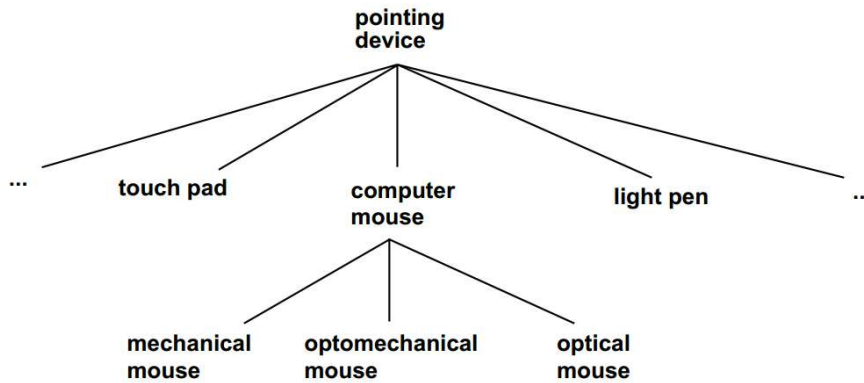 pointing
device
...
touch pad
computer
mouse
light pen
..
mechanical
mouse
optomechanical
mouse
optical
mouse